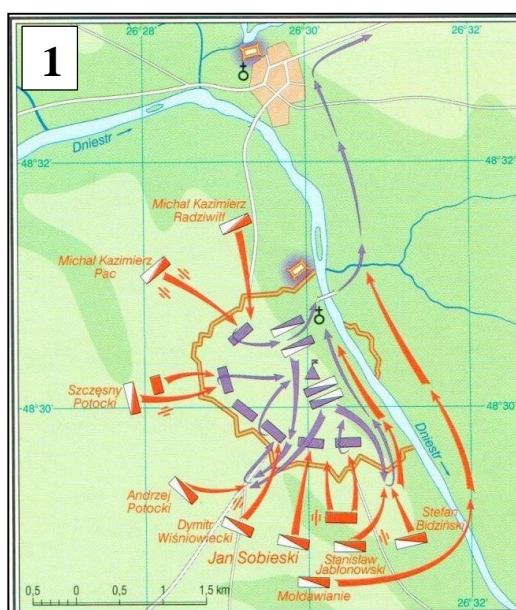 1
26°28'
26°30'
26°32'
Dniestr
48°32'
48°32'
Michał Kazimierz
Radziwiłł
Michał Kazimierz
Pac
Szczęsny
Potocki
48°30'
48°30'
Dniestr
Andrzej
Potocki
Dymitr
Wiśniowiecki
Jan Sobieski
Stanisław
Jabłonowski
Stefan
Bidziński
Mołdawianie
0,5 0 0,5 1 1,5 km
26°32'